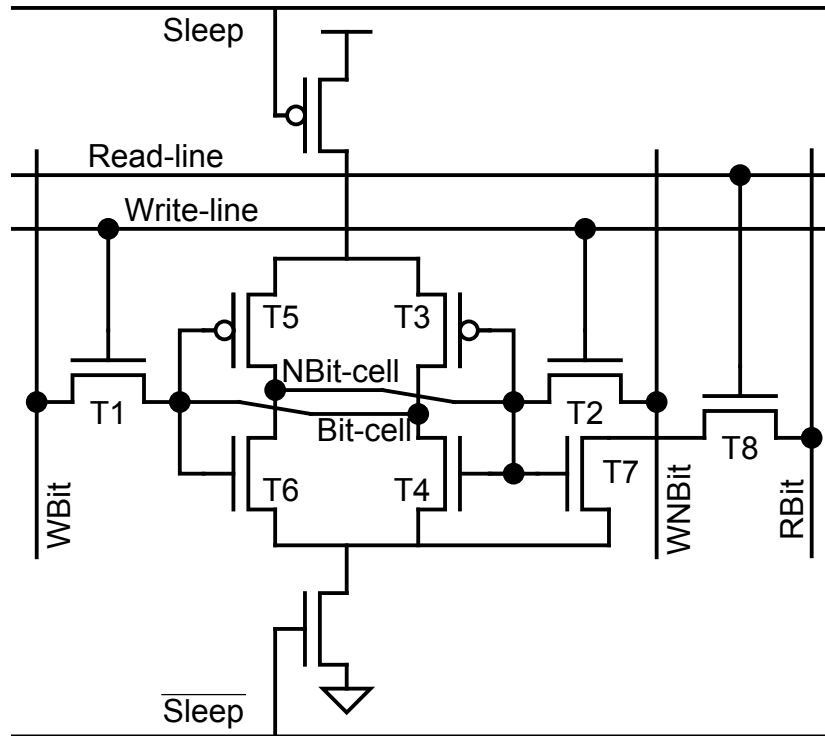 Sleep
Read-line
Write-line
T5
T3
NBit-cell
T1
Bit-cell
T2
T8
T6
T4
T7
WBit
WNBit
RBit
Sleep